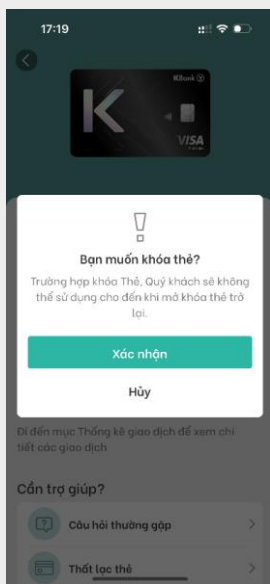 17:19
KBank
K
VISA
Bạn muốn khóa thẻ?
Trường hợp khóa Thẻ, Quý khách sẽ không
thể sử dụng cho đến khi mở khóa thẻ trở
lại.
Xác nhận
Hủy
Đi đến mục Thống kê giao dịch để xem chi
tiết các giao dịch
Cần trợ giúp?
Câu hỏi thường gặp
Thất lạc thẻ